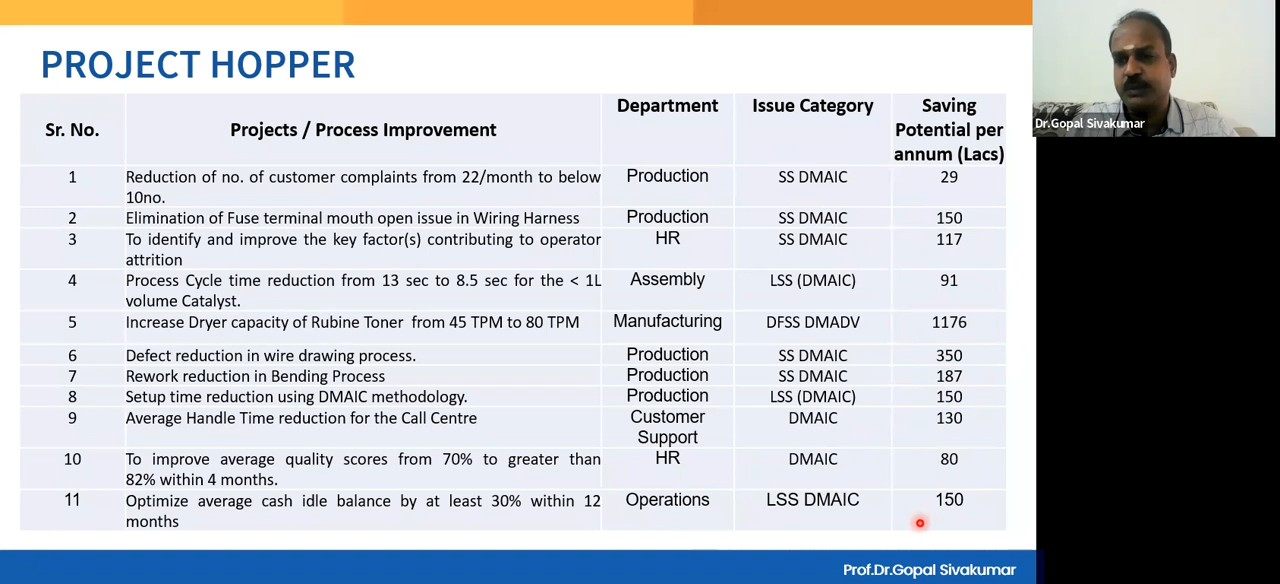 PROJECT HOPPER
Sr. No. Projects / Process Improvement Department Issue Category Saving Potential per annum (Lacs)
1 Reduction of no. of customer complaints from 22/month to below Production SS DMAIC 29
10no.
2 Elimination of Fuse terminal mouth open issue in Wiring Harness Production SS DMAIC 150
3 To identify and improve the key factor(s) contributing to operator HR SS DMAIC 117
attrition
4 Process Cycle time reduction from 13 sec to 8.5 sec for the < 1L Assembly LSS (DMAIC) 91
volume Catalyst.
5 Increase Dryer capacity of Rubine Toner from 45 TPM to 80 TPM Manufacturing DFSS DMADV 1176
6 Defect reduction in wire drawing process. Production SS DMAIC 350
7 Rework reduction in Bending Process Production SS DMAIC 187
8 Setup time reduction using DMAIC methodology. Production LSS (DMAIC) 150
9 Average Handle Time reduction for the Call Centre Customer DMAIC 130
Support
10 To improve average quality scores from 70% to greater than HR DMAIC 80
82% within 4 months.
11 Optimize average cash idle balance by at least 30% within 12 Operations LSS DMAIC 150
months
Prof.Dr.Gopal Sivakumar
Dr.Gopal Sivakumar